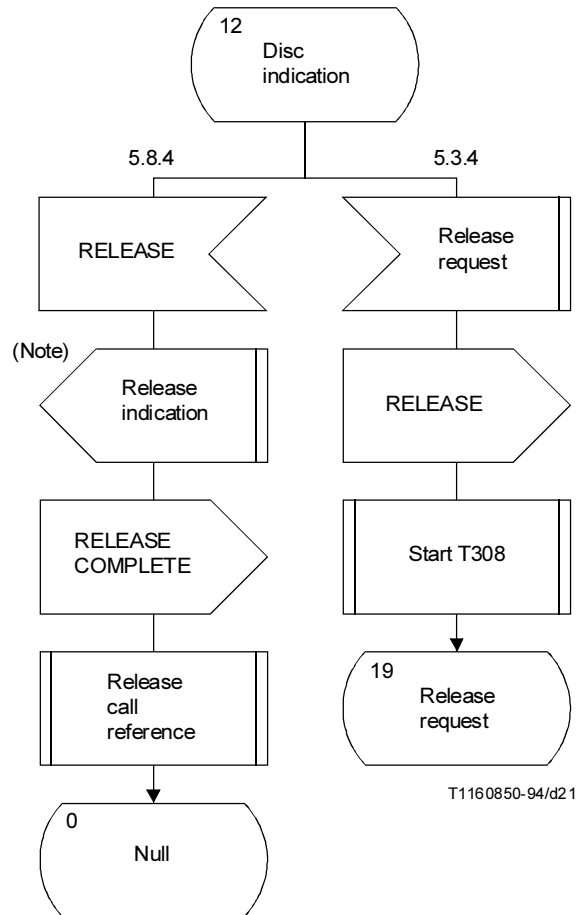 12
Disc
indication
5.8.4
5.3.4
RELEASE
Release
request
(Note)
Release
indication
RELEASE
RELEASE
COMPLETE
Start T308
Release
call
reference
19
Release
request
T1160850-94/d21
0
Null